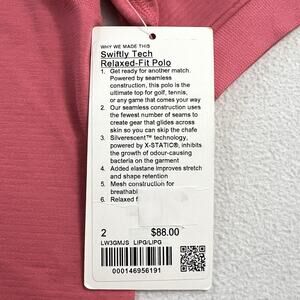 WHY WE MADE THIS
Swiftly Tech
Relaxed-Fit Polo
1. Get ready for another match.
Powered by seamless
construction, this polo is the
ultimate top for golf, tennis,
or any game that comes your way
2. Our seamless construction uses
the fewest number of seams to
create gear that glides across
skin so you can skip the chafe
3. Silverescent™ technology,
powered by X-STATIC®, inhibits
the growth of odour-causing
bacteria on the garment
4. Added elastane improves stretch
and shape retention
5. Mesh construction for
breathabi
6. Relaxed f
2 $88.00
LW3GMJS LIPG/LIPG
000146956191